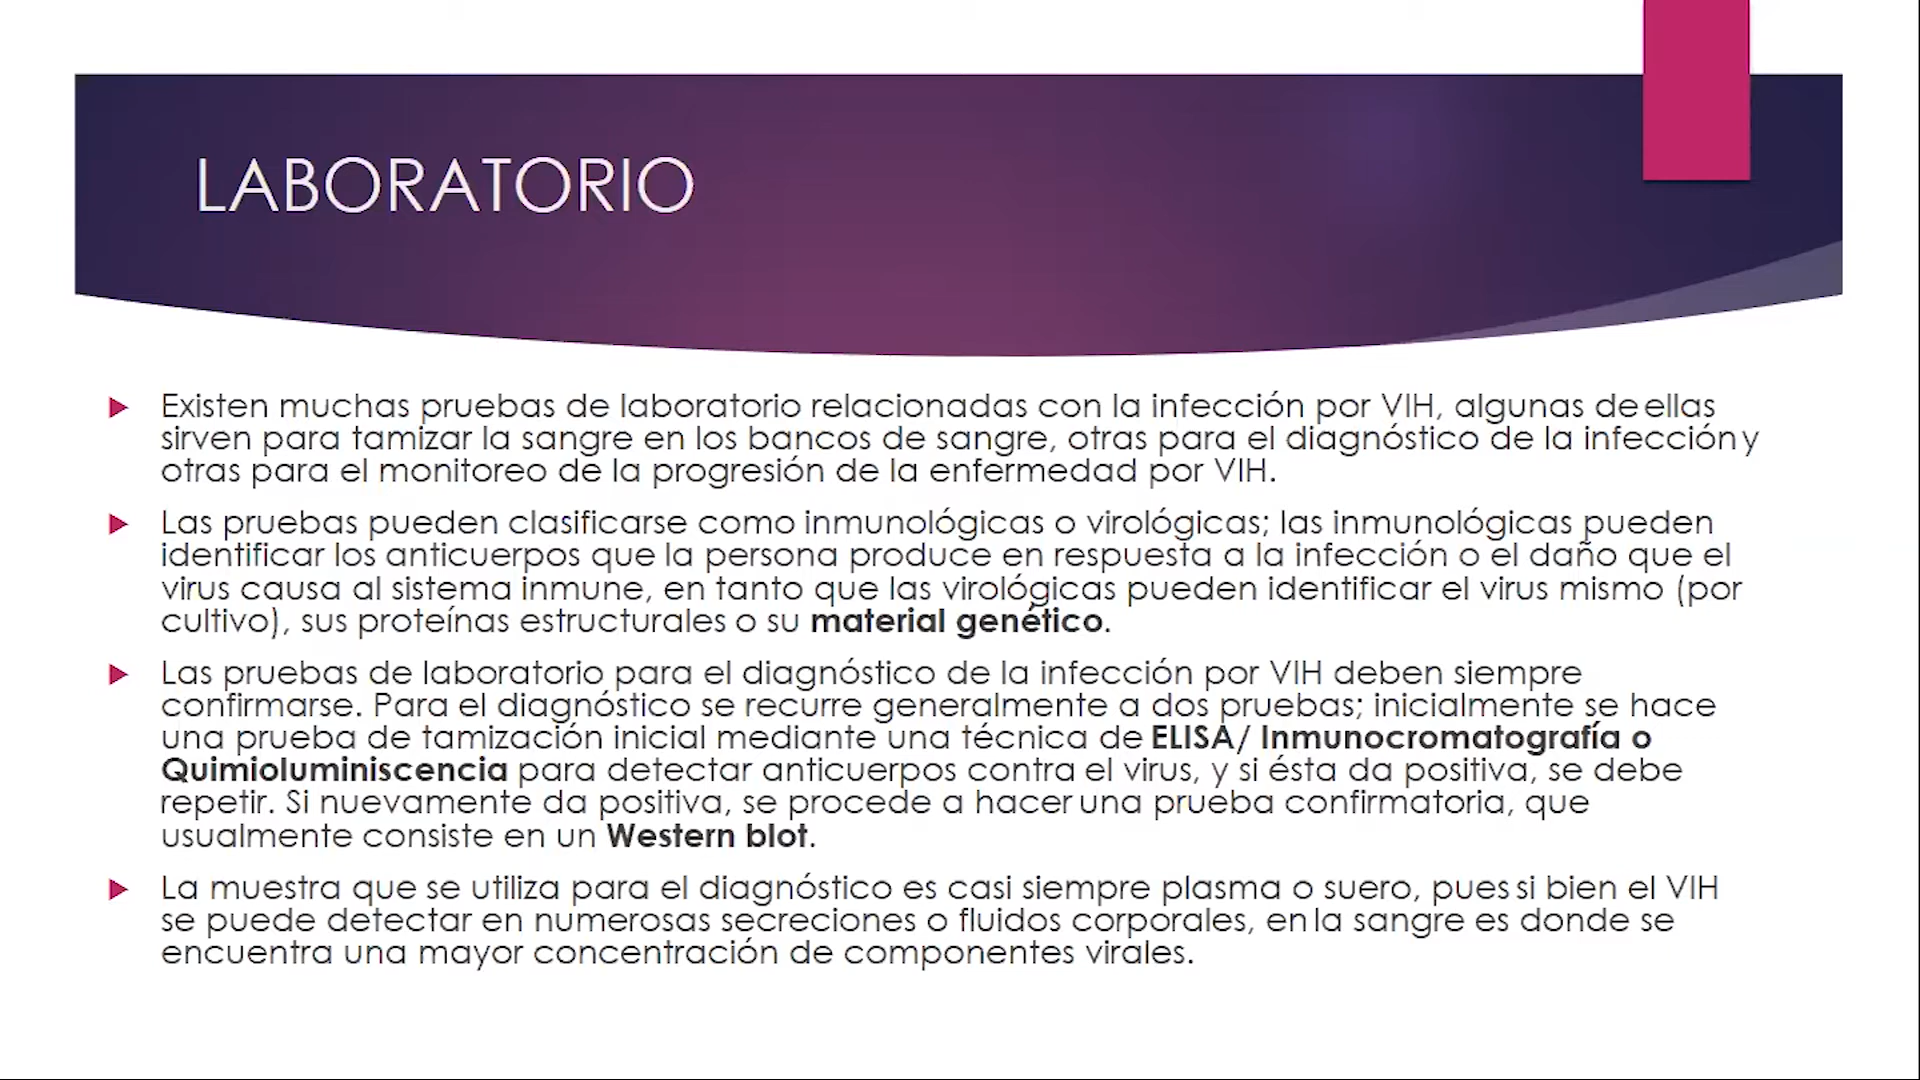 LABORATORIO
Existen muchas pruebas de laboratorio relacionadas con la infección por VIH, algunas de ellas
sirven para tamizar la sangre en los bancos de sangre, otras para el diagnóstico de la infección y
otras para el monitoreo de la progresión de la enfermedad por VIH.
Las pruebas pueden clasificarse como inmunológicas o virológicas; las inmunológicas pueden
identificar los anticuerpos que la persona produce en respuesta a la infección o el daño que el
virus causa al sistema inmune, en tanto que las virológicas pueden identificar el virus mismo (por
cultivo), sus proteínas estructurales o su material genético.
Las pruebas de laboratorio para el diagnóstico de la infección por VIH deben siempre
confirmarse. Para el diagnóstico se recurre generalmente a dos pruebas; inicialmente se hace
una prueba de tamización inicial mediante una técnica de ELISA/ Inmunocromatografía o
Quimioluminiscencia para detectar anticuerpos contra el virus, y si ésta da positiva, se debe
repetir. Si nuevamente da positiva, se procede a hacer una prueba confirmatoria, que
usualmente consiste en un Western blot.
La muestra que se utiliza para el diagnóstico es casi siempre plasma o suero, pues si bien el VIH
se puede detectar en numerosas secreciones o fluidos corporales, en la sangre es donde se
encuentra una mayor concentración de componentes virales.